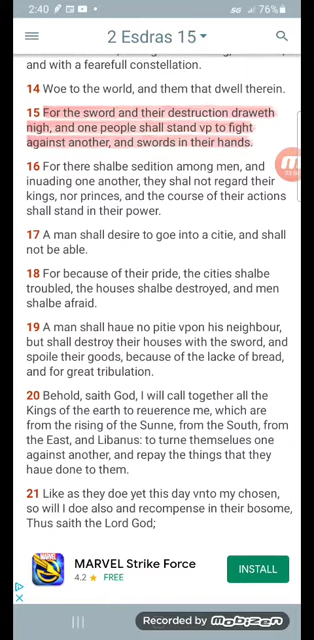 2:40
5G
76%
2 Esdras 15
and with a fearefull constellation.
14 Woe to the world, and them that dwell therein.
15 For the sword and their destruction draweth
nigh, and one people shall stand vp to fight
against another, and swords in their hands.
16 For there shalbe sedition among men, and
inuading one another, they shal not regard their
kings, nor princes, and the course of their actions
shall stand in their power.
17 A man shall desire to goe into a citie, and shall
not be able.
18 For because of their pride, the cities shalbe
troubled, the houses shalbe destroyed, and men
shalbe afraid.
19 A man shall haue no pitie vpon his neighbour,
but shall destroy their houses with the sword, and
spoile their goods, because of the lacke of bread,
and for great tribulation.
20 Behold, saith God, I will call together all the
Kings of the earth to reuerence me, which are
from the rising of the Sunne, from the South, from
the East, and Libanus: to turne themselues one
against another, and repay the things that they
haue done to them.
21 Like as they doe yet this day vnto my chosen,
so will I doe also and recompense in their bosome,
Thus saith the Lord God;
MARVEL Strike Force
4.2 ★ FREE
INSTALL
Recorded by mobizen